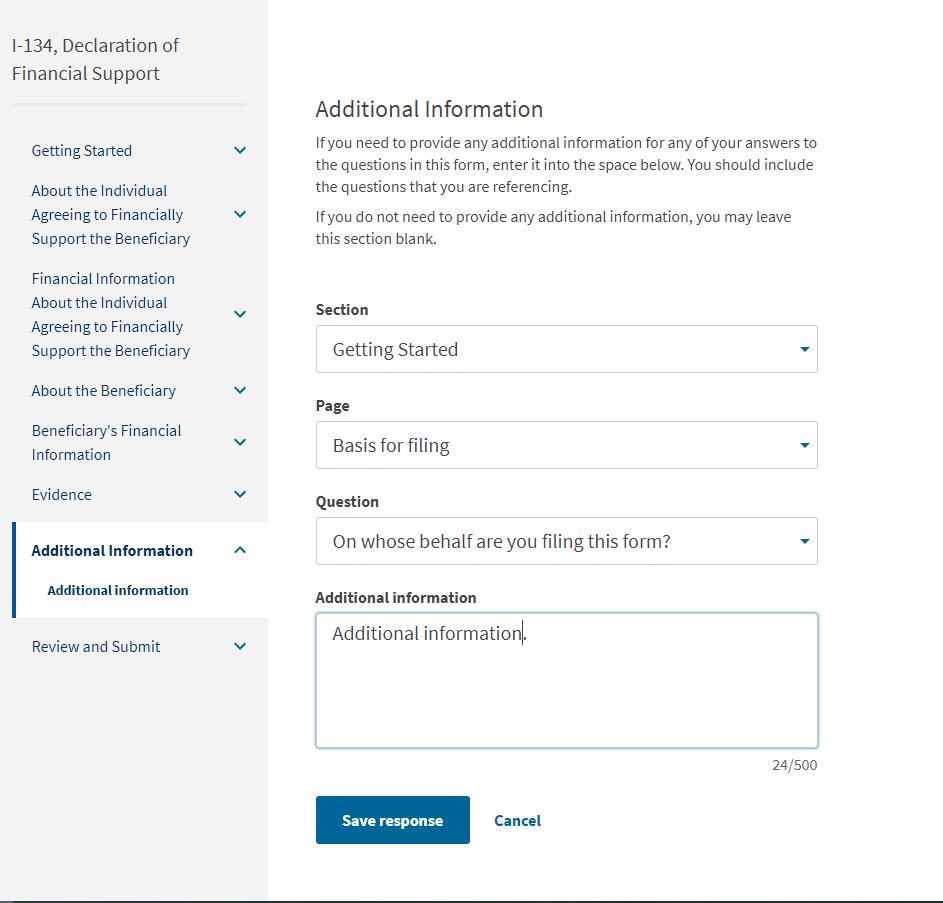 I-134, Declaration of
Financial Support
Getting Started
About the Individual
Agreeing to Financially
Support the Beneficiary
Financial Information
About the Individual
Agreeing to Financially
Support the Beneficiary
About the Beneficiary
Beneficiary's Financial
Information
Evidence
Additional Information
Additional information
Review and Submit
Additional Information
If you need to provide any additional information for any of your answers to
the questions in this form, enter it into the space below. You should include
the questions that you are referencing.
If you do not need to provide any additional information, you may leave
this section blank.
Section
Getting Started
Page
Basis for filing
Question
On whose behalf are you filing this form?
Additional information
Additional information.
24/500
Save response
Cancel